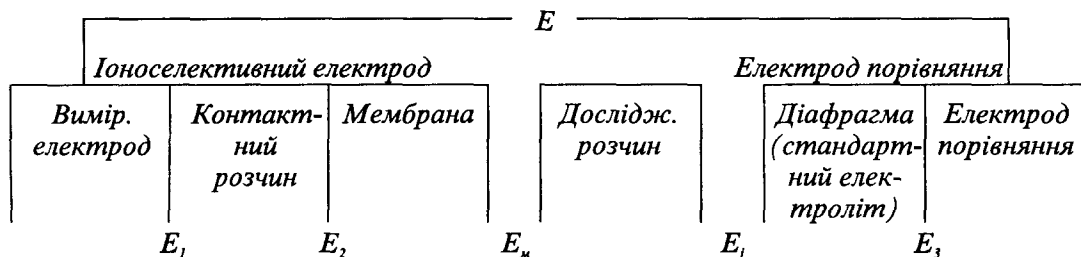 E
Іоноселективний електрод
Електрод порівняння
Вимір.
електрод
Контакт-
ний
розчин
Мембрана
Дослідж.
розчин
Діафрагма
(стандарт-
ний елек-
троліт)
Електрод
порівняння
E₁
E₂
Eм
Ej
E₃